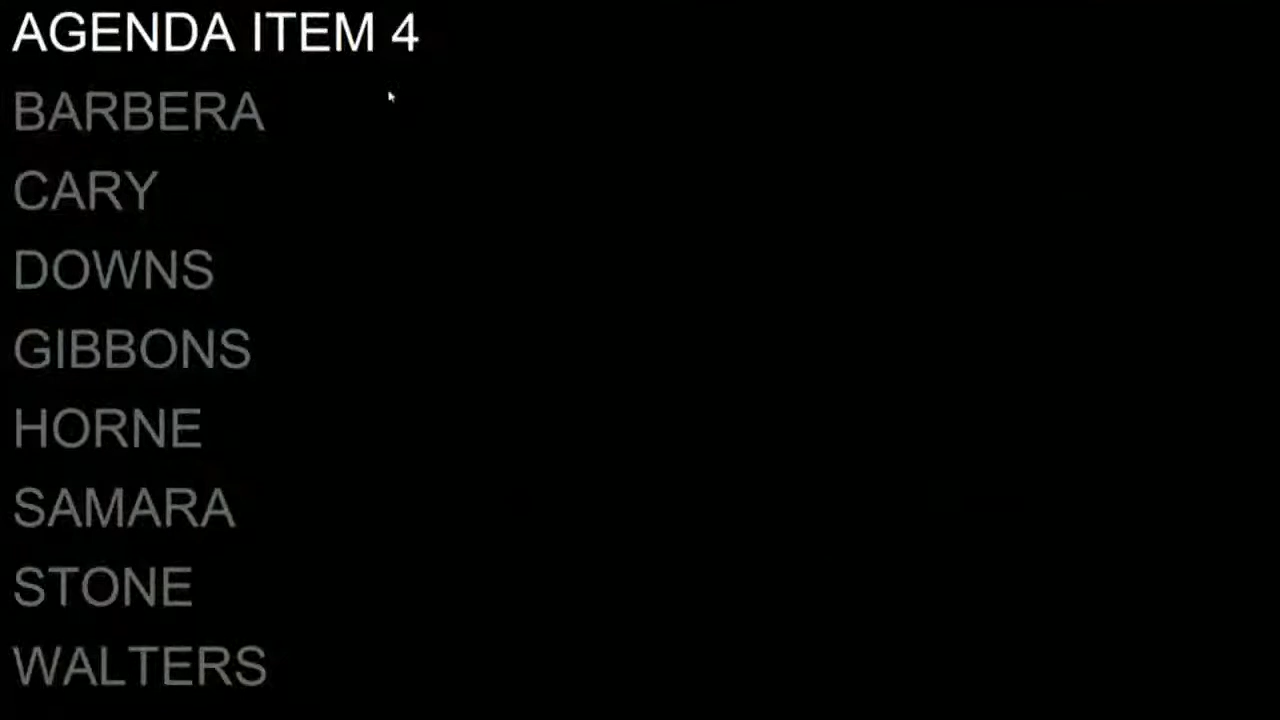 AGENDA ITEM 4
BARBERA
CARY
DOWNS
GIBBONS
HORNE
SAMARA
STONE
WALTERS